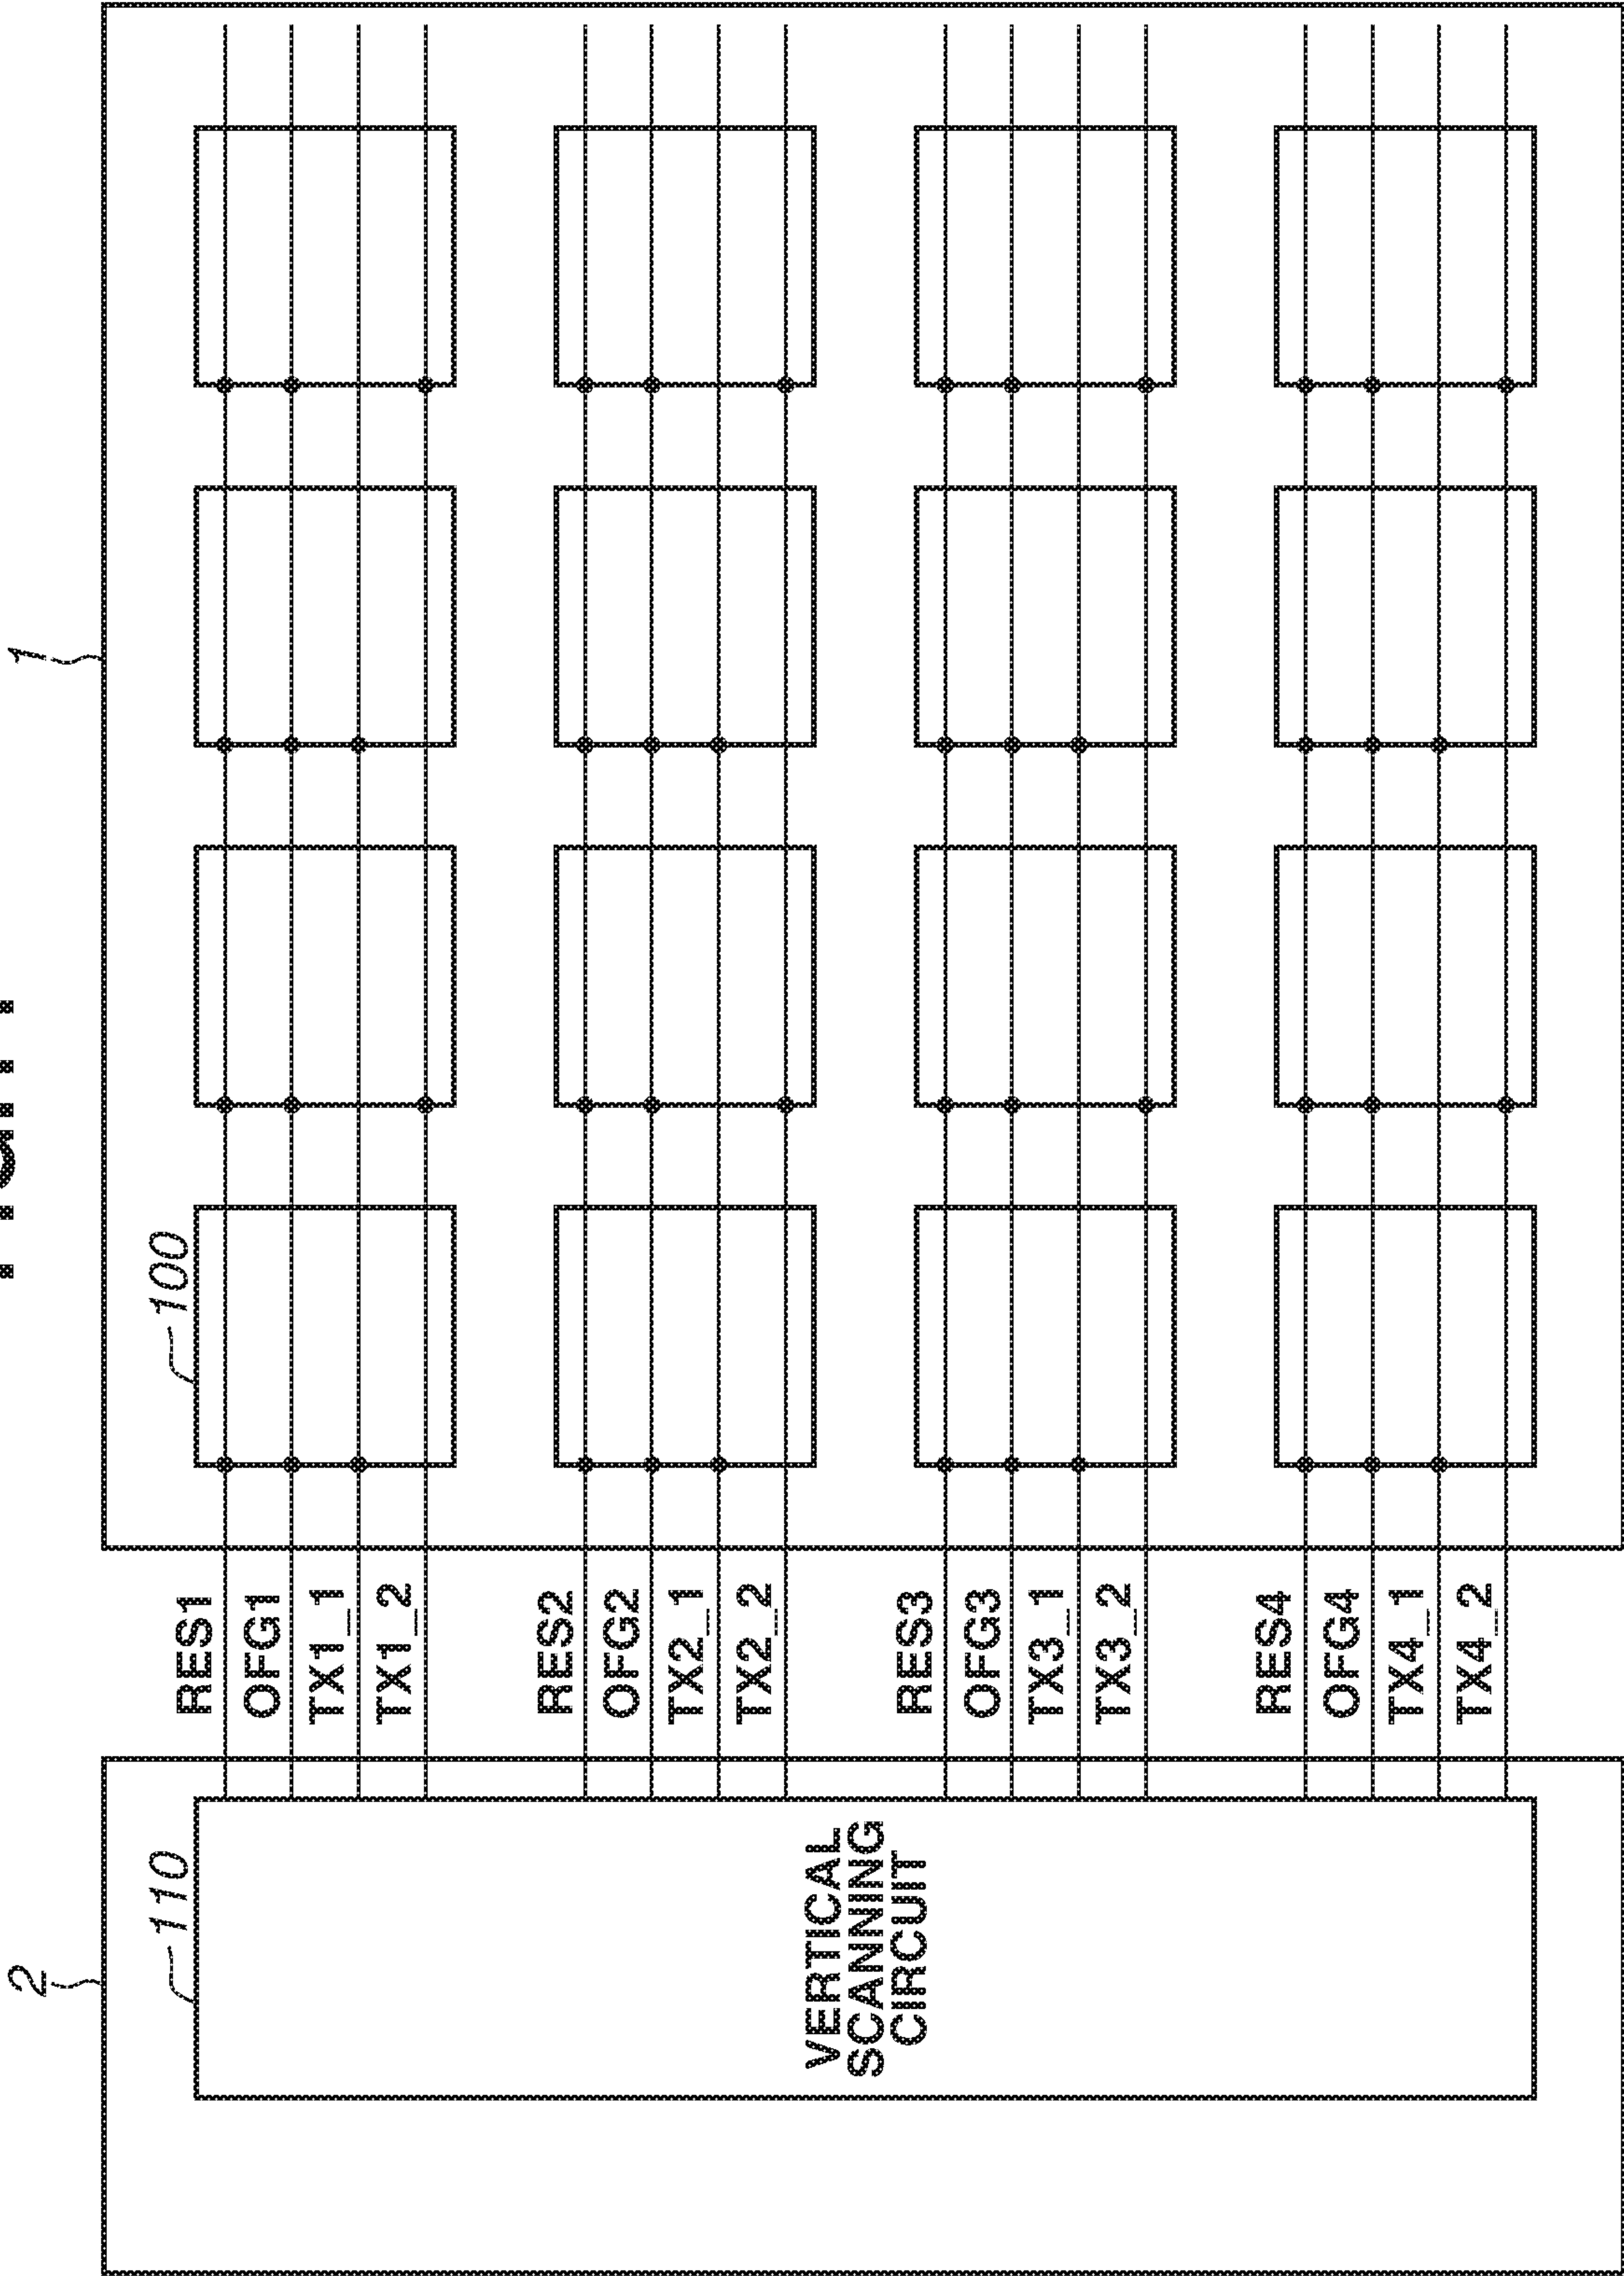 2
1
110
100
RES1
OFG1
TX1_1
TX1_2
RES2
OFG2
TX2_1
TX2_2
RES3
OFG3
TX3_1
TX3_2
RES4
OFG4
TX4_1
TX4_2
VERTICAL
SCANNING
CIRCUIT